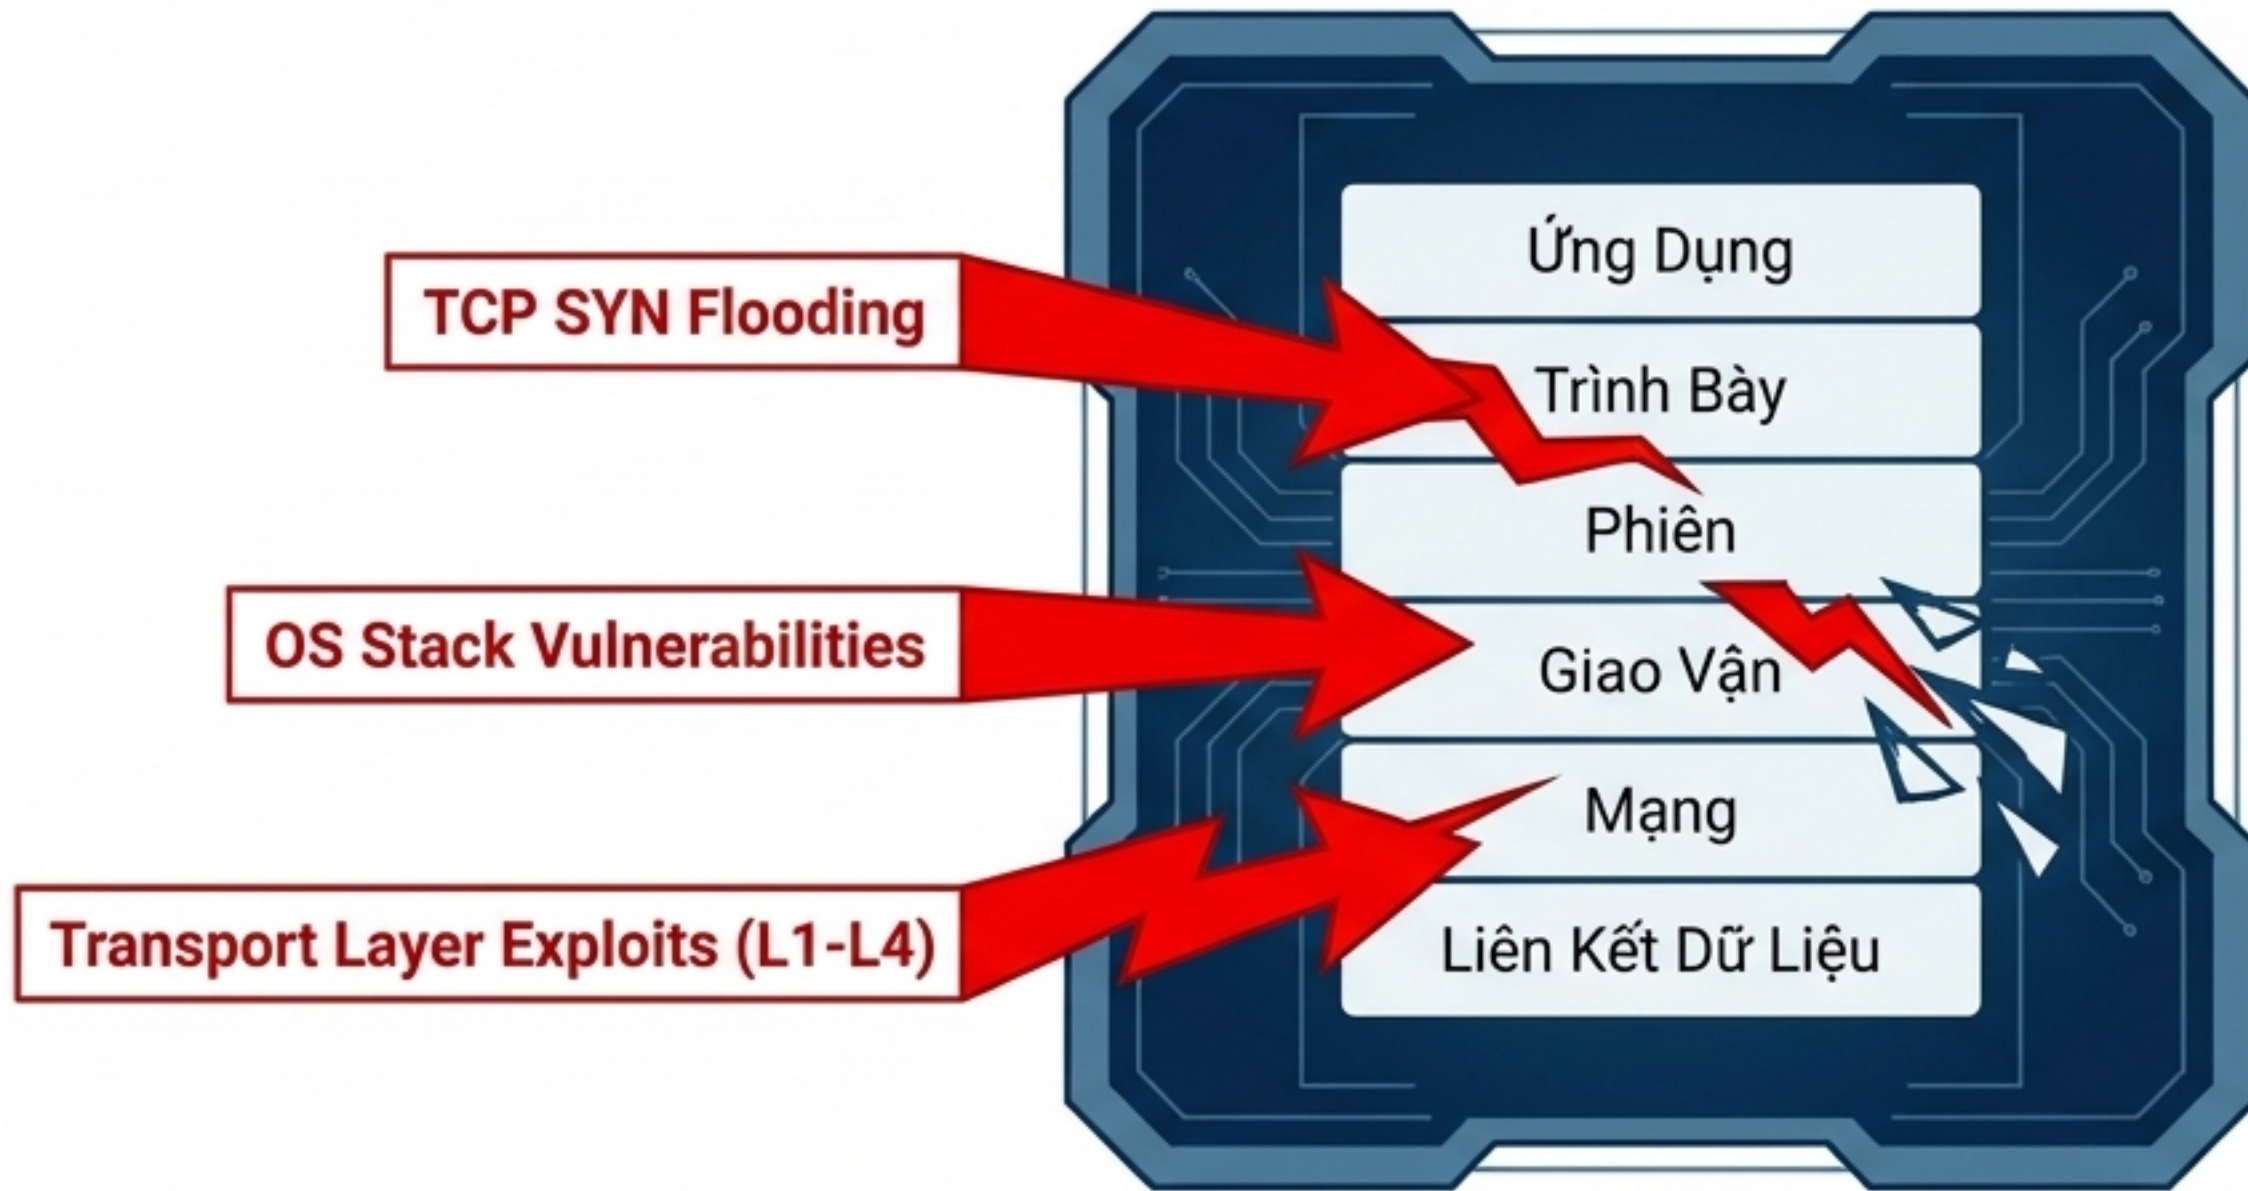 TCP SYN Flooding
OS Stack Vulnerabilities
Transport Layer Exploits (L1-L4)
Ứng Dụng
Trình Bày
Phiên
Giao Vận
Mạng
Liên Kết Dữ Liệu